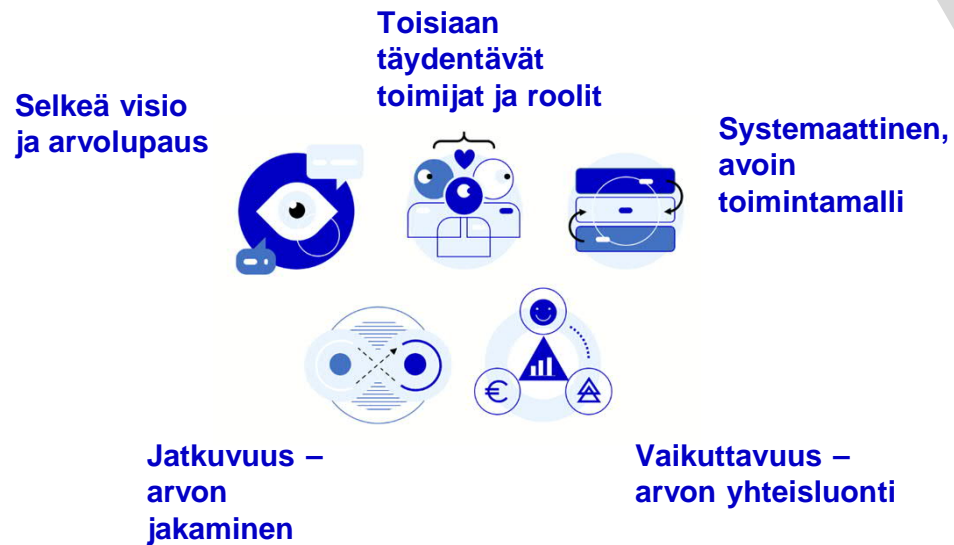 Toisiaan
täydentävät
toimijat ja roolit
Selkeä visio
ja arvolupaus
Systemaattinen,
avoin
toimintamalli
€
Jatkuvuus –
arvon
jakaminen
Vaikuttavuus –
arvon yhteisluonti